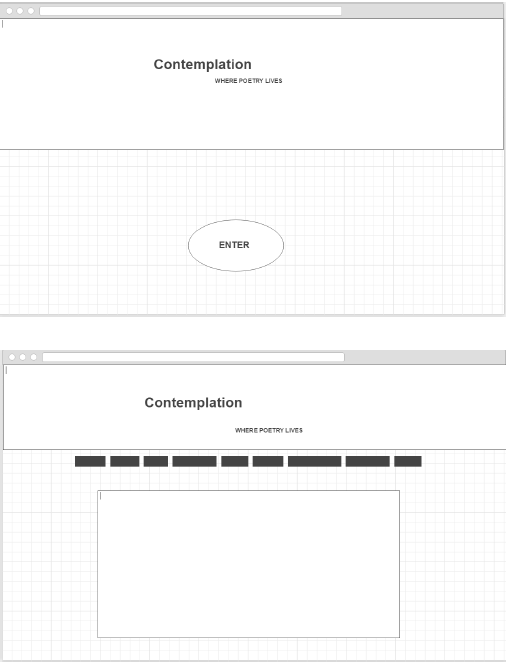 Contemplation
WHERE POETRY LIVES
ENTER
Contemplation
WHERE POETRY LIVES